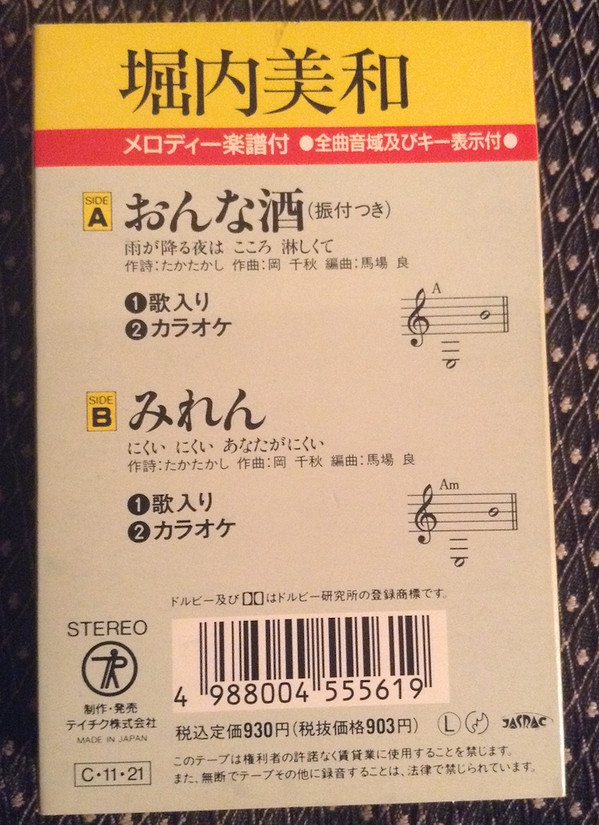 堀内美和
メロディー楽譜付 ●全曲音域及びキー表示付●
SIDE A おんな酒(振付つき)
雨が降る夜は こころ 淋しくて
作詩:たかたかし 作曲:岡 千秋 編曲:馬場 良
❶歌入り
❷カラオケ
A
SIDE B みれん
にくい にくい あなたがにくい
作詩:たかたかし 作曲:岡 千秋 編曲:馬場 良
❶歌入り
❷カラオケ
Am
ドルビー及び はドルビー研究所の登録商標です。
STEREO
制作・発売
テイチク株式会社
MADE IN JAPAN
C・11・21
4 988004 555619
税込定価930円(税抜価格903円) Ⓛ JASRAC
このテープは権利者の許諾なく賃貸業に使用することを禁じます。
また、無断でテープその他に録音することは、法律で禁じられています。